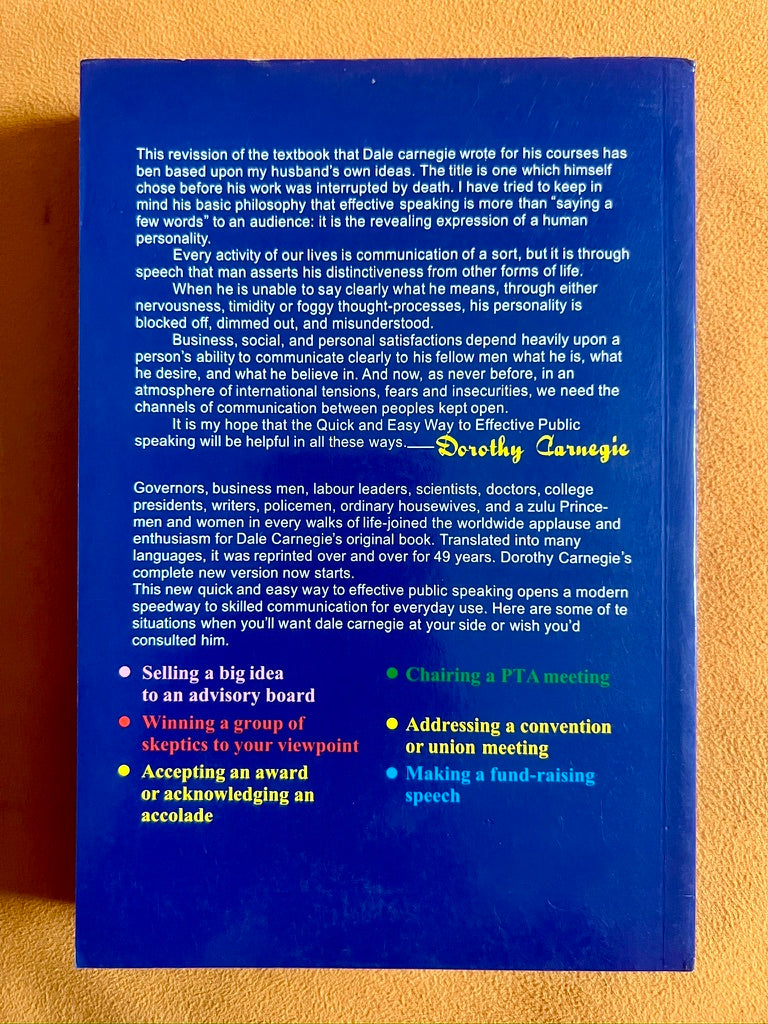 This revission of the textbook that Dale carnegie wrote for his courses has
ben based upon my husband's own ideas. The title is one which himself
chose before his work was interrupted by death. I have tried to keep in
mind his basic philosophy that effective speaking is more than “saying a
few words” to an audience: it is the revealing expression of a human
personality.
Every activity of our lives is communication of a sort, but it is through
speech that man asserts his distinctiveness from other forms of life.
When he is unable to say clearly what he means, through either
nervousness, timidity or foggy thought-processes, his personality is
blocked off, dimmed out, and misunderstood.
Business, social, and personal satisfactions depend heavily upon a
person's ability to communicate clearly to his fellow men what he is, what
he desire, and what he believe in. And now, as never before, in an
atmosphere of international tensions, fears and insecurities, we need the
channels of communication between peoples kept open.
It is my hope that the Quick and Easy Way to Effective Public
speaking will be helpful in all these ways.—Dorothy Carnegie
Governors, business men, labour leaders, scientists, doctors, college
presidents, writers, policemen, ordinary housewives, and a zulu Prince-
men and women in every walks of life-joined the worldwide applause and
enthusiasm for Dale Carnegie's original book. Translated into many
languages, it was reprinted over and over for 49 years. Dorothy Carnegie's
complete new version now starts.
This new quick and easy way to effective public speaking opens a modern
speedway to skilled communication for everyday use. Here are some of te
situations when you'll want dale carnegie at your side or wish you'd
consulted him.
● Selling a big idea
to an advisory board
● Winning a group of
skeptics to your viewpoint
● Accepting an award
or acknowledging an
accolade
● Chairing a PTA meeting
● Addressing a convention
or union meeting
● Making a fund-raising
speech